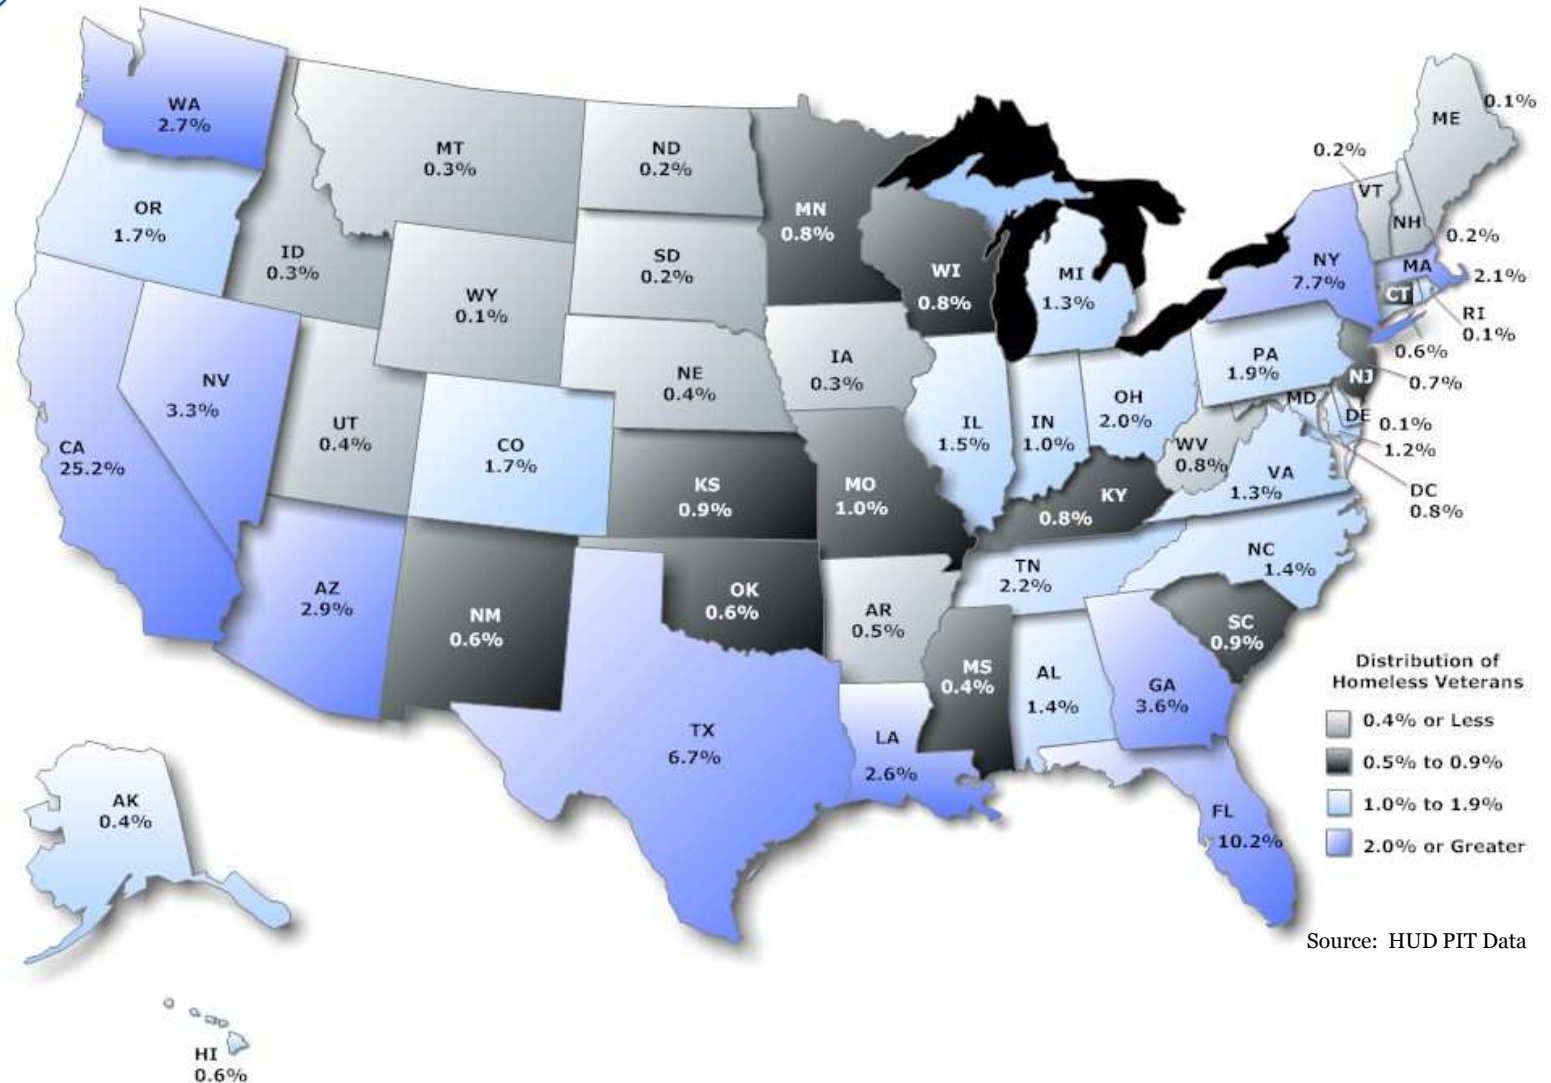 WA
2.7%
OR
1.7%
CA
25.2%
NV
3.3%
ID
0.3%
MT
0.3%
WY
0.1%
UT
0.4%
CO
1.7%
AZ
2.9%
NM
0.6%
ND
0.2%
SD
0.2%
NE
0.4%
KS
0.9%
OK
0.6%
TX
6.7%
MN
0.8%
IA
0.3%
MO
1.0%
AR
0.5%
LA
2.6%
WI
0.8%
IL
1.5%
MI
1.3%
IN
1.0%
OH
2.0%
KY
0.8%
TN
2.2%
MS
0.4%
AL
1.4%
GA
3.6%
FL
10.2%
SC
0.9%
NC
1.4%
VA
1.3%
WV
0.8%
PA
1.9%
NY
7.7%
ME
0.1%
0.2%
VT
NH
0.2%
MA
2.1%
CT
RI
0.1%
0.6%
NJ
0.7%
MD
DE
0.1%
1.2%
DC
0.8%
AK
0.4%
HI
0.6%
Distribution of
Homeless Veterans
0.4% or Less
0.5% to 0.9%
1.0% to 1.9%
2.0% or Greater
Source: HUD PIT Data